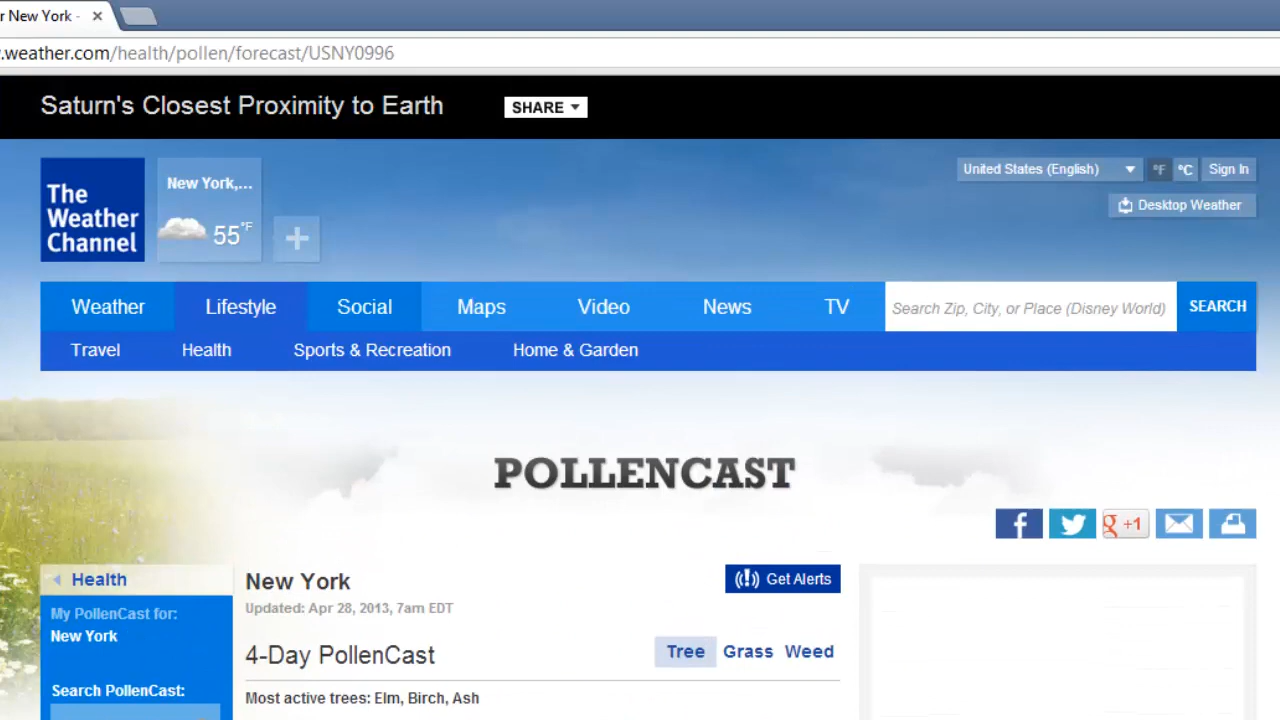 r New York -
.weather.com/health/pollen/forecast/USNY0996
Saturn's Closest Proximity to Earth
SHARE
The
Weather
Channel
New York,...
55°F
United States (English)
°F
°C
Sign In
Desktop Weather
Weather
Lifestyle
Social
Maps
Video
News
TV
Search Zip, City, or Place (Disney World)
SEARCH
Travel
Health
Sports & Recreation
Home & Garden
POLLENCAST
f
g +1
Health
My PollenCast for:
New York
Search PollenCast:
New York
Get Alerts
Updated: Apr 28, 2013, 7am EDT
4-Day PollenCast
Tree
Grass
Weed
Most active trees: Elm, Birch, Ash